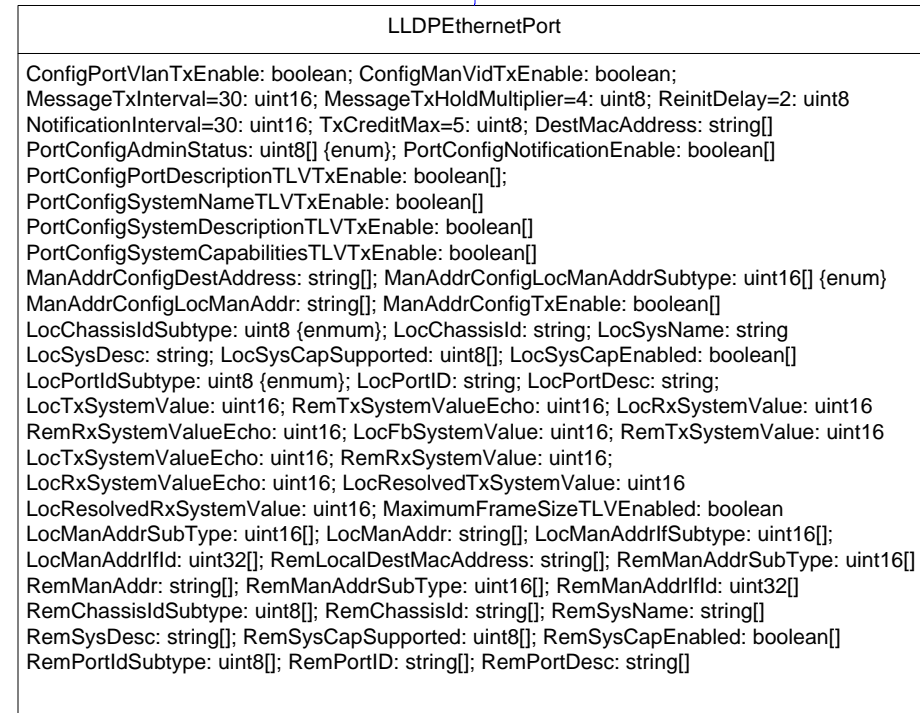 LLDPEthernetPort
ConfigPortVlanTxEnable: boolean; ConfigManVidTxEnable: boolean;
MessageTxInterval=30: uint16; MessageTxHoldMultiplier=4: uint8; ReinitDelay=2: uint8
NotificationInterval=30: uint16; TxCreditMax=5: uint8; DestMacAddress: string[]
PortConfigAdminStatus: uint8[] {enum}; PortConfigNotificationEnable: boolean[]
PortConfigPortDescriptionTLVTxEnable: boolean[];
PortConfigSystemNameTLVTxEnable: boolean[]
PortConfigSystemDescriptionTLVTxEnable: boolean[]
PortConfigSystemCapabilitiesTLVTxEnable: boolean[]
ManAddrConfigDestAddress: string[]; ManAddrConfigLocManAddrSubtype: uint16[] {enum}
ManAddrConfigLocManAddr: string[]; ManAddrConfigTxEnable: boolean[]
LocChassisIdSubtype: uint8 {enmum}; LocChassisId: string; LocSysName: string
LocSysDesc: string; LocSysCapSupported: uint8[]; LocSysCapEnabled: boolean[]
LocPortIdSubtype: uint8 {enmum}; LocPortID: string; LocPortDesc: string;
LocTxSystemValue: uint16; RemTxSystemValueEcho: uint16; LocRxSystemValue: uint16
RemRxSystemValueEcho: uint16; LocFbSystemValue: uint16; RemTxSystemValue: uint16
LocTxSystemValueEcho: uint16; RemRxSystemValue: uint16;
LocRxSystemValueEcho: uint16; LocResolvedTxSystemValue: uint16
LocResolvedRxSystemValue: uint16; MaximumFrameSizeTLVEnabled: boolean
LocManAddrSubType: uint16[]; LocManAddr: string[]; LocManAddrIfSubtype: uint16[];
LocManAddrIfId: uint32[]; RemLocalDestMacAddress: string[]; RemManAddrSubType: uint16[]
RemManAddr: string[]; RemManAddrSubType: uint16[]; RemManAddrIfId: uint32[]
RemChassisIdSubtype: uint8[]; RemChassisId: string[]; RemSysName: string[]
RemSysDesc: string[]; RemSysCapSupported: uint8[]; RemSysCapEnabled: boolean[]
RemPortIdSubtype: uint8[]; RemPortID: string[]; RemPortDesc: string[]